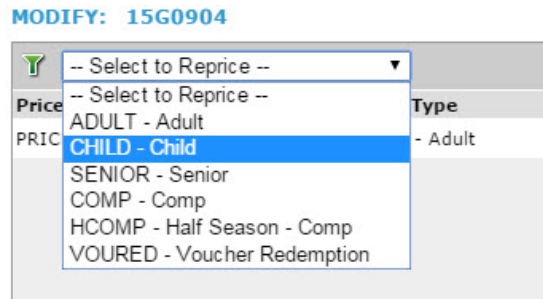 MODIFY: 15G0904
-- Select to Reprice --
-- Select to Reprice --
Price Type
ADULT - Adult
PRIC - Adult
CHILD - Child
SENIOR - Senior
COMP - Comp
HCOMP - Half Season - Comp
VOURED - Voucher Redemption